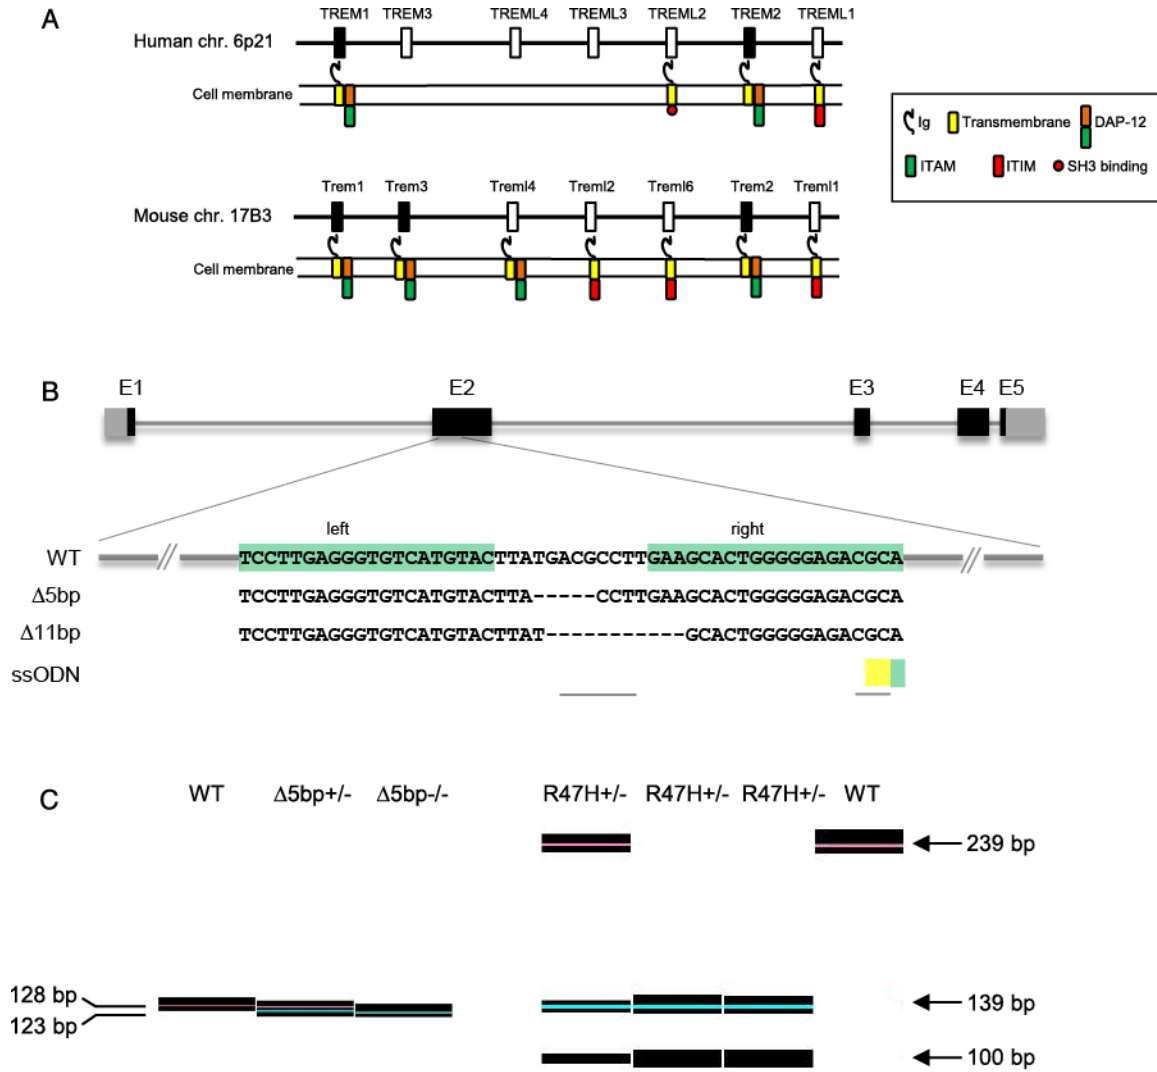 A
TREM1 TREM3 TREML4 TREML3 TREML2 TREM2 TREML1
Human chr. 6p21
Cell membrane
Ig Transmembrane DAP-12
ITAM ITIM SH3 binding
Trem1 Trem3 Treml4 Treml2 Treml6 Trem2 Treml1
Mouse chr. 17B3
Cell membrane
B
E1 E2 E3 E4 E5
left right
WT TCCTTGAGGGTGTCATGTACTTATGACGCCTTGAAGCACTGGGGGAGACGCA
Δ5bp TCCTTGAGGGTGTCATGTACTTA-----CCTTGAAGCACTGGGGGAGACGCA
Δ11bp TCCTTGAGGGTGTCATGTACTTAT-----------GCACTGGGGGAGACGCA
ssODN
C
WT Δ5bp+/- Δ5bp-/- R47H+/- R47H+/- R47H+/- WT
239 bp
128 bp
123 bp
139 bp
100 bp